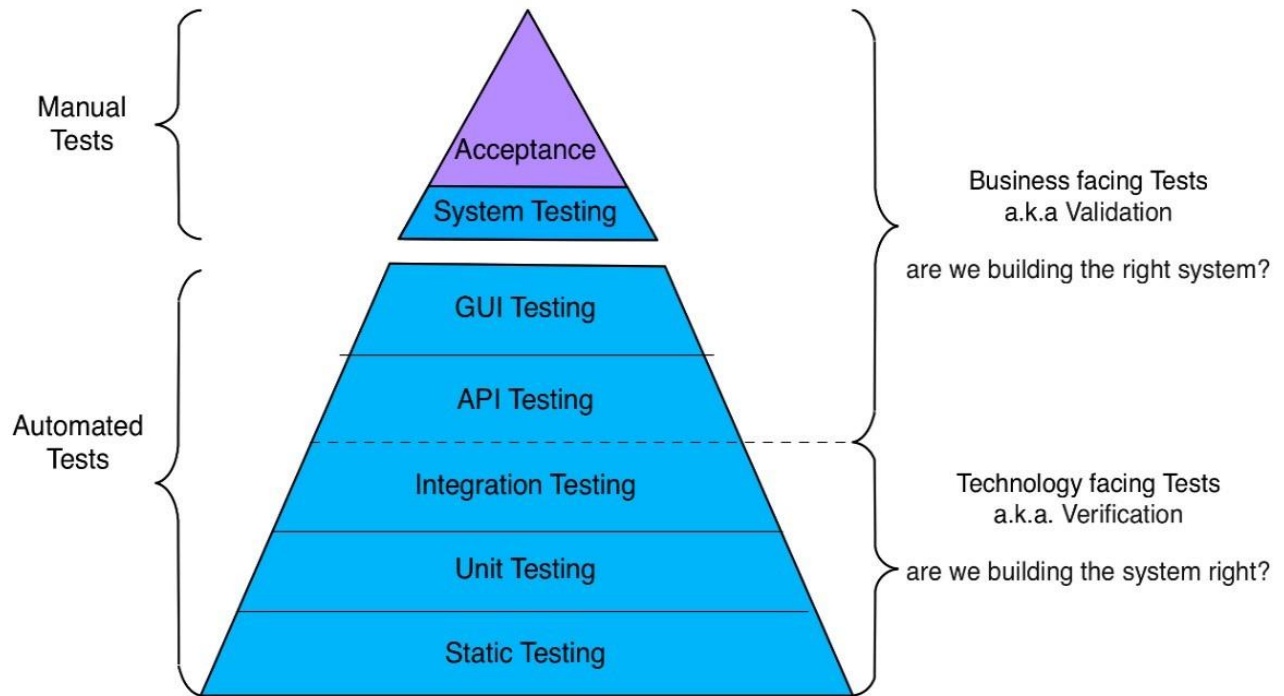 Manual
Tests
Acceptance
System Testing
GUI Testing
API Testing
Automated
Tests
Integration Testing
Unit Testing
Static Testing
Business facing Tests
a.k.a Validation
are we building the right system?
Technology facing Tests
a.k.a. Verification
are we building the system right?